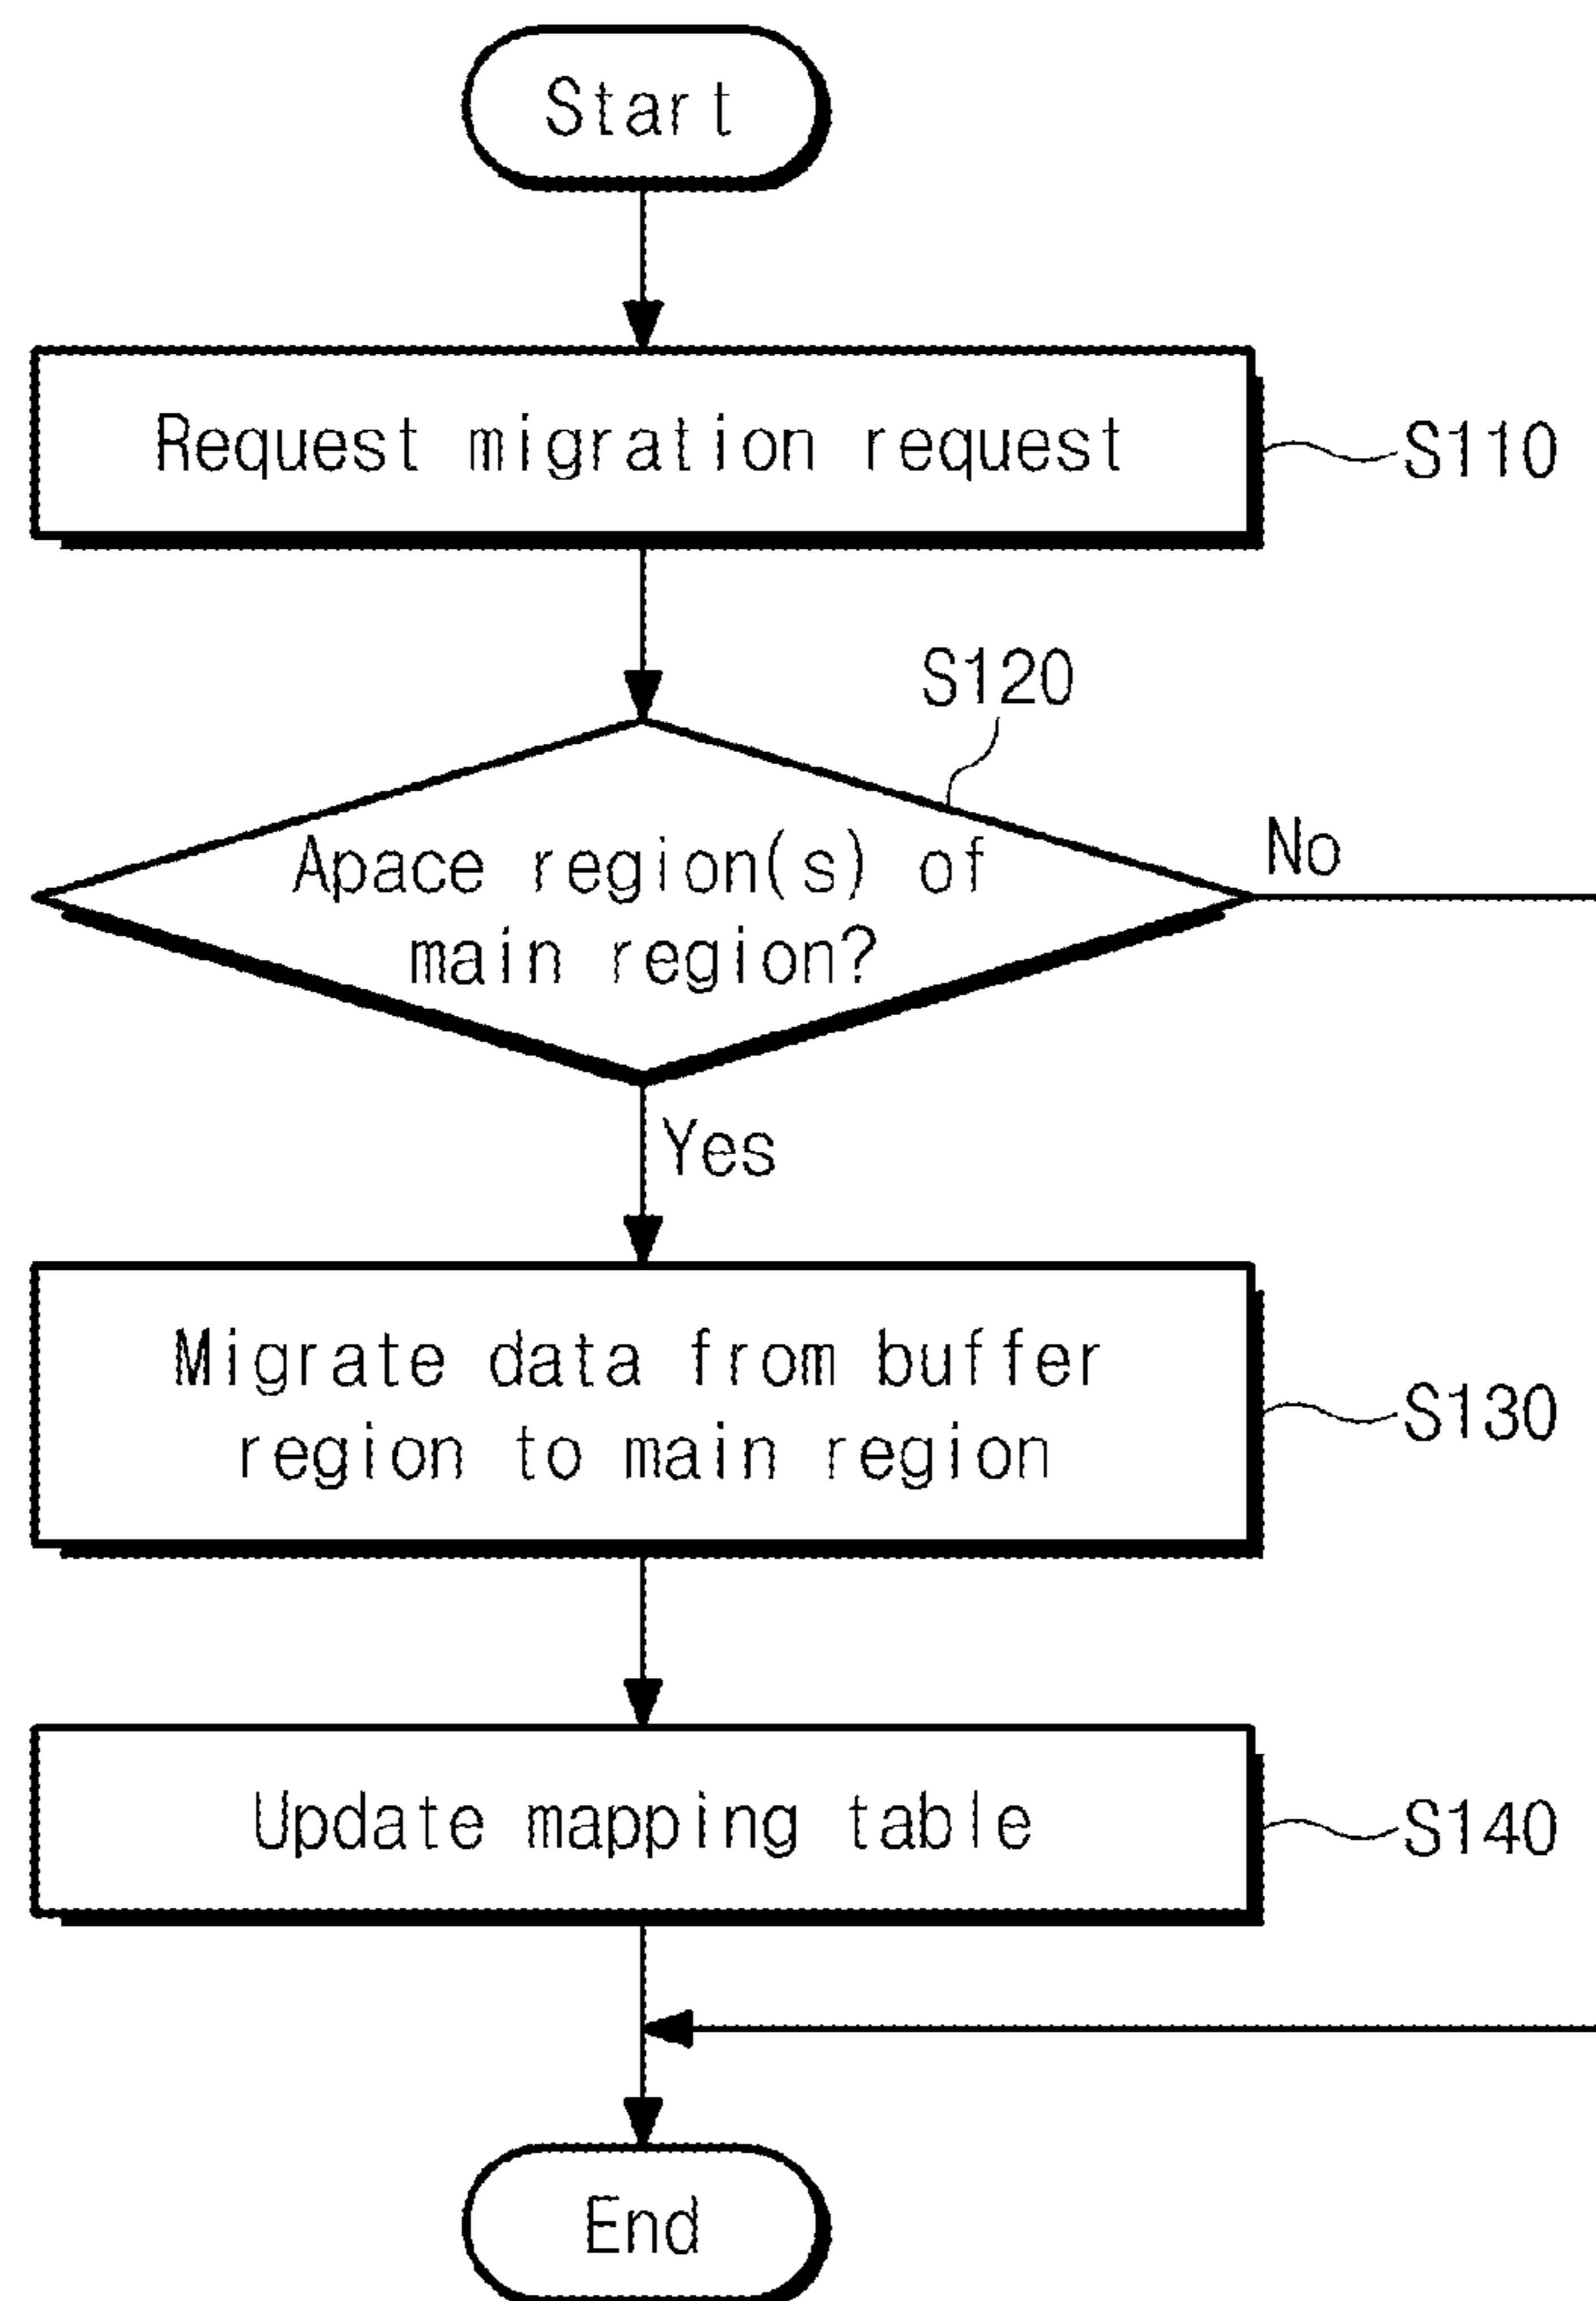 Start
Request migration request
S110
S120
Apace region(s) of
main region?
No
Yes
Migrate data from buffer
region to main region
S130
Update mapping table
S140
End